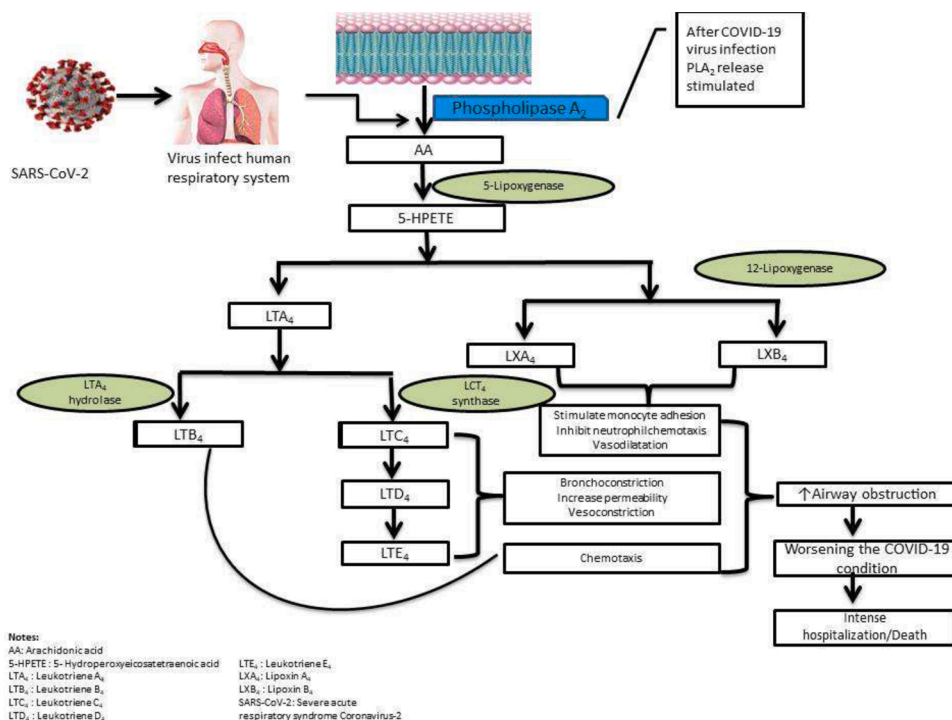 After COVID-19
virus infection
PLA₂ release
stimulated
Phospholipase A₂
SARS-CoV-2
Virus infect human
respiratory system
AA
5-Lipoxygenase
5-HPETE
12-Lipoxygenase
LTA₄
LXA₄
LXB₄
LTA₄
hydrolase
LCT₄
synthase
LTB₄
LTC₄
LTD₄
LTE₄
Stimulate monocyte adhesion
Inhibit neutrophil chemotaxis
Vasodilatation
Bronchoconstriction
Increase permeability
Vesoconstriction
Chemotaxis
↑Airway obstruction
Worsening the COVID-19
condition
Intense
hospitalization/Death
Notes:
AA: Arachidonic acid
5-HPETE : 5- Hydroperoxyeicosatetraenoic acid
LTA₄ : Leukotriene A₄
LTB₄ : Leukotriene B₄
LTC₄ : Leukotriene C₄
LTD₄ : Leukotriene D₄
LTE₄ : Leukotriene E₄
LXA₄: Lipoxin A₄
LXB₄ : Lipoxin B₄
SARS-CoV-2: Severe acute
respiratory syndrome Coronavirus-2